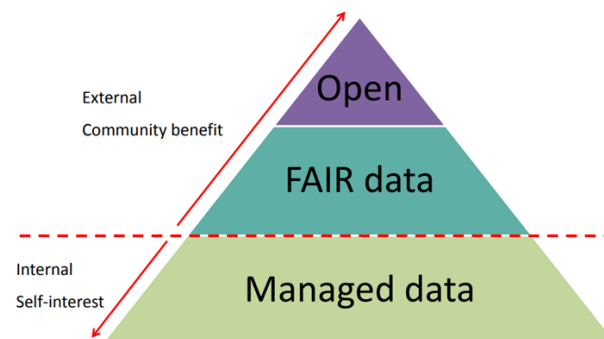 Open
External
Community benefit
FAIR data
Internal
Self-interest
Managed data